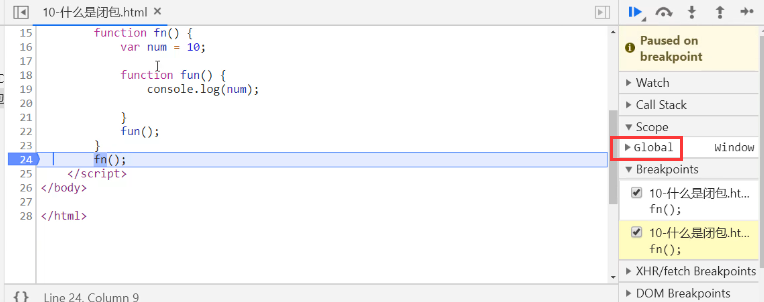 10-什么是闭包.html
15 function fn() {
16 var num = 10;
17
18 function fun() {
19 console.log(num);
20
21 }
22 fun();
23 }
24 fn();
25 </script>
26 </body>
27
28 </html>
{} Line 24, Column 9
Paused on
breakpoint
Watch
Call Stack
Scope
Global Window
Breakpoints
10-什么是闭包.ht...
fn();
10-什么是闭包.ht...
fn();
XHR/fetch Breakpoints
DOM Breakpoints